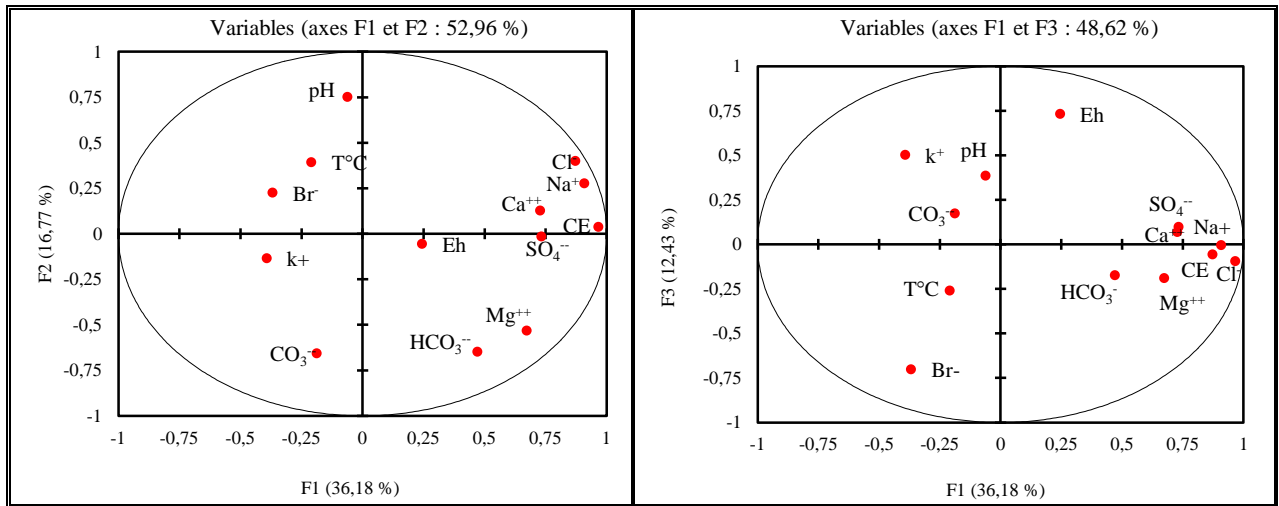 Variables (axes F1 et F2 : 52,96 %)
1
0,75
0,5
0,25
0
-0,25
-0,5
-0,75
-1
F2 (16,77 %)
pH
T°C
Br-
k+
CO3--
Cl-
Na+
Ca++
CE
SO4--
Eh
Mg++
HCO3--
-1 -0,75 -0,5 -0,25 0 0,25 0,5 0,75 1
F1 (36,18 %)
Variables (axes F1 et F3 : 48,62 %)
1
0,75
0,5
0,25
0
-0,25
-0,5
-0,75
-1
F3 (12,43 %)
Eh
k+
pH
CO3--
SO4--
Na+
Ca++
CE
Cl-
HCO3-
Mg++
T°C
Br-
-1 -0,75 -0,5 -0,25 0 0,25 0,5 0,75 1
F1 (36,18 %)